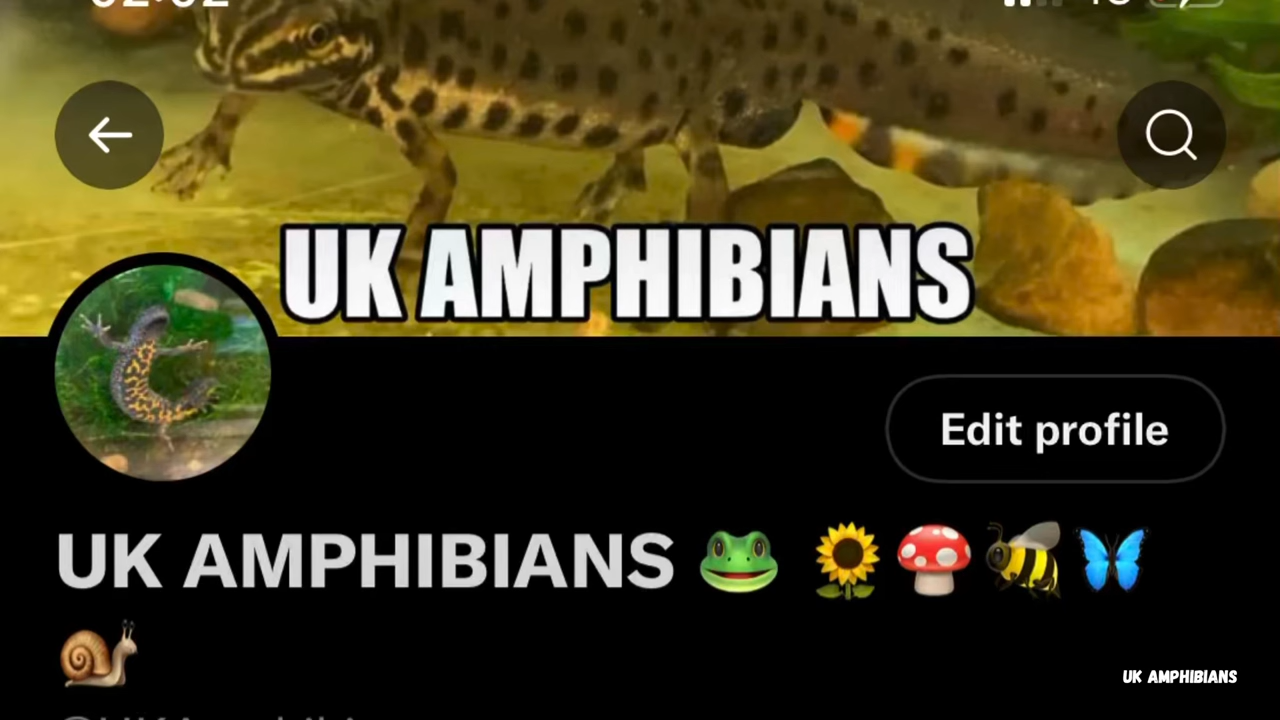 UK AMPHIBIANS
Edit profile
UK AMPHIBIANS 🐸 🌻🍄🐝🦋
🐌
UK AMPHIBIANS